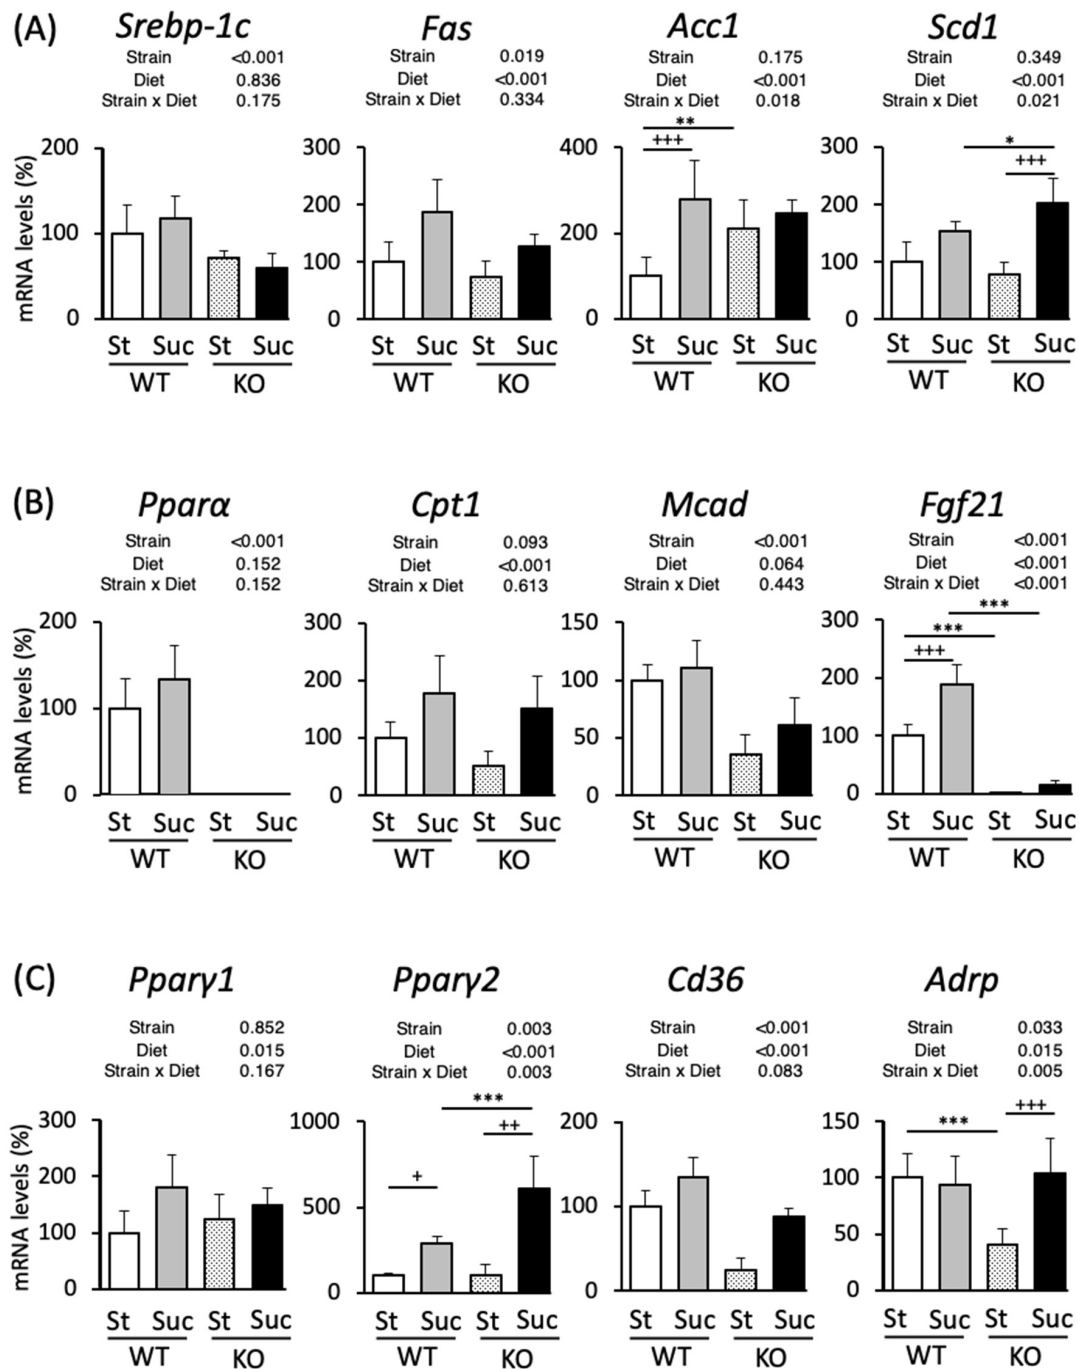 (A) Srebp-1c Fas Acc1 Scd1
Strain <0.001 Strain 0.019 Strain 0.175 Strain 0.349
Diet 0.836 Diet <0.001 Diet <0.001 Diet <0.001
Strain x Diet 0.175 Strain x Diet 0.334 Strain x Diet 0.018 Strain x Diet 0.021
mRNA levels (%)
200
100
0
St Suc St Suc
WT KO
300
200
100
0
St Suc St Suc
WT KO
400
200
0
**
+++
St Suc St Suc
WT KO
300
200
100
0
*
+++
St Suc St Suc
WT KO
(B) Pparα Cpt1 Mcad Fgf21
Strain <0.001 Strain 0.093 Strain <0.001 Strain <0.001
Diet 0.152 Diet <0.001 Diet 0.064 Diet <0.001
Strain x Diet 0.152 Strain x Diet 0.613 Strain x Diet 0.443 Strain x Diet <0.001
mRNA levels (%)
200
100
0
St Suc St Suc
WT KO
300
200
100
0
St Suc St Suc
WT KO
150
100
50
0
St Suc St Suc
WT KO
300
200
100
0
***
***
+++
St Suc St Suc
WT KO
(C) Pparγ1 Pparγ2 Cd36 Adrp
Strain 0.852 Strain 0.003 Strain <0.001 Strain 0.033
Diet 0.015 Diet <0.001 Diet <0.001 Diet 0.015
Strain x Diet 0.167 Strain x Diet 0.003 Strain x Diet 0.083 Strain x Diet 0.005
mRNA levels (%)
300
200
100
0
St Suc St Suc
WT KO
1000
500
0
***
++
+
St Suc St Suc
WT KO
200
100
0
St Suc St Suc
WT KO
150
100
50
0
***
+++
St Suc St Suc
WT KO